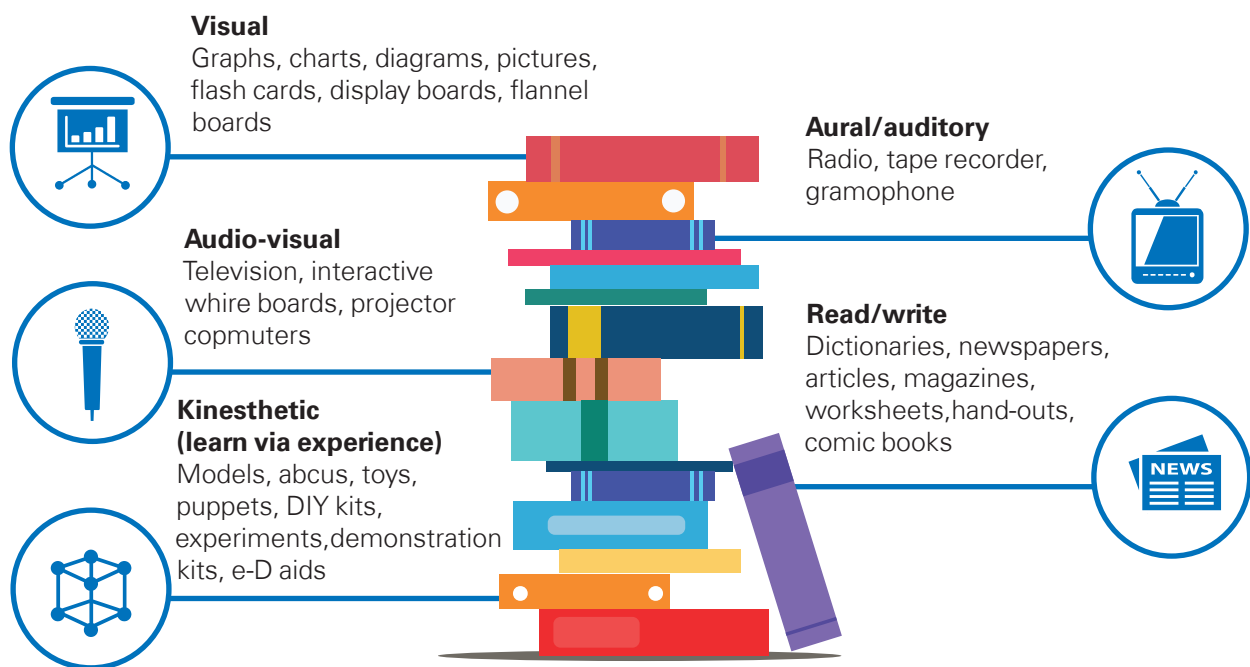 Visual
Graphs, charts, diagrams, pictures,
flash cards, display boards, flannel
boards
Audio-visual
Television, interactive
whire boards, projector
copmuters
Kinesthetic
(learn via experience)
Models, abcus, toys,
puppets, DIY kits,
experiments,demonstration
kits, e-D aids
Aural/auditory
Radio, tape recorder,
gramophone
Read/write
Dictionaries, newspapers,
articles, magazines,
worksheets,hand-outs,
comic books
NEWS